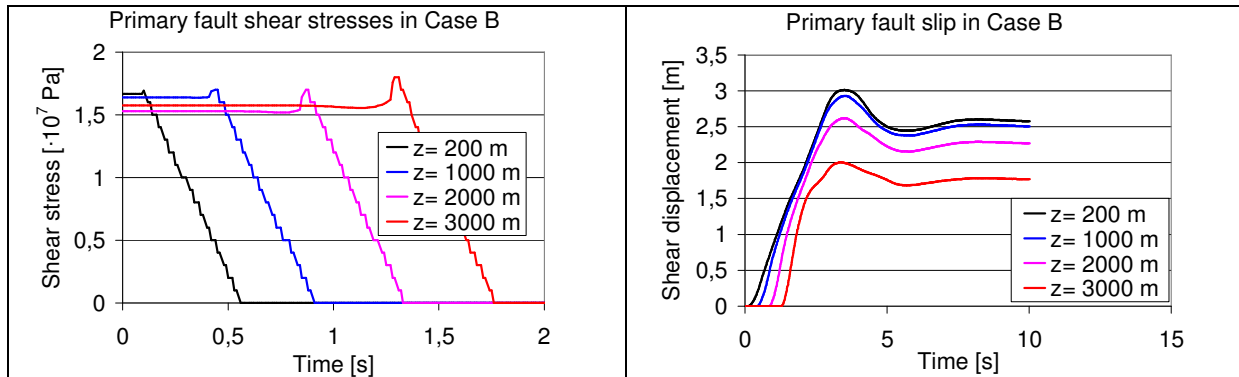 Primary fault shear stresses in Case B
Shear stress [·10⁷ Pa]
2
1,5
1
0,5
0
0 0,5 1 1,5 2
Time [s]
z= 200 m
z= 1000 m
z= 2000 m
z= 3000 m
Primary fault slip in Case B
Shear displacement [m]
3,5
3
2,5
2
1,5
1
0,5
0
0 5 10 15
Time [s]
z= 200 m
z= 1000 m
z= 2000 m
z= 3000 m